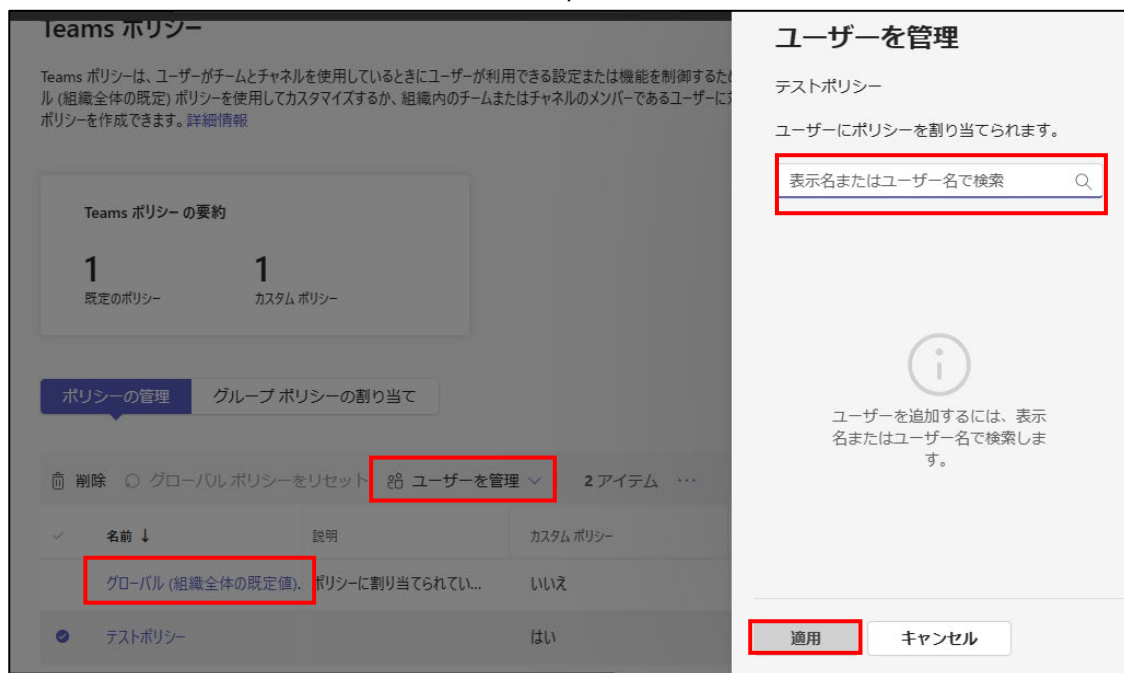 Teams ポリシー
Teams ポリシーは、ユーザーがチームとチャネルを使用しているときにユーザーが利用できる設定または機能を制御するため
ル (組織全体の既定) ポリシーを使用してカスタマイズするか、組織内のチームまたはチャネルのメンバーであるユーザーに
ポリシーを作成できます。詳細情報
Teams ポリシー の要約
1
1
既定のポリシー
カスタム ポリシー
ポリシーの管理
グループ ポリシーの割り当て
削除
グローバル ポリシーをリセット
ユーザーを管理
2 アイテム
名前 ↓
説明
カスタム ポリシー
グローバル (組織全体の既定値).
ポリシーに割り当てられてい...
いいえ
テストポリシー
はい
ユーザーを管理
テストポリシー
ユーザーにポリシーを割り当てられます。
表示名またはユーザー名で検索
ユーザーを追加するには、表示
名またはユーザー名で検索しま
す。
適用
キャンセル